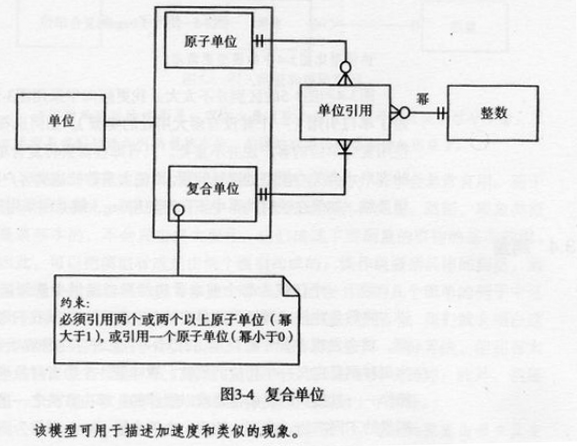 原子单位
单位引用
幂
整数
单位
复合单位
约束:
必须引用两个或两个以上原子单位(幂
大于1),或引用一个原子单位(幂小于0)
图3-4 复合单位
该模型可用于描述加速度和类似的现象。